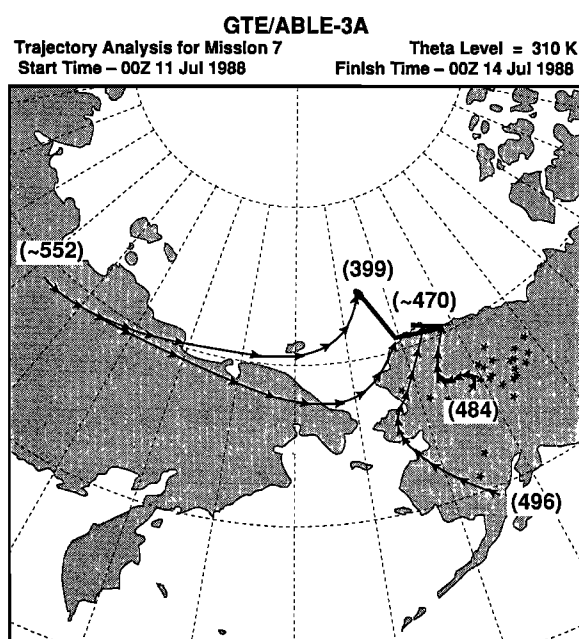 GTE/ABLE-3A
Trajectory Analysis for Mission 7
Theta Level = 310 K
Start Time – 00Z 11 Jul 1988
Finish Time – 00Z 14 Jul 1988
(~552)
(399)
(~470)
(484)
(496)